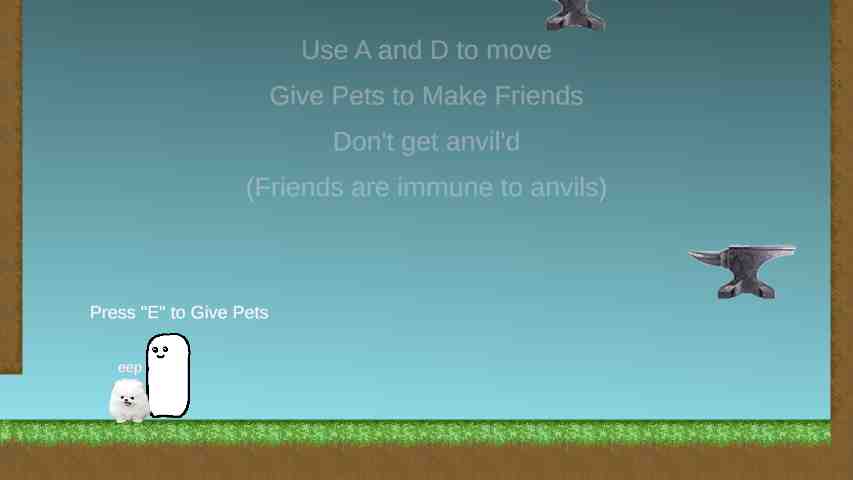 Use A and D to move
Give Pets to Make Friends
Don't get anvil'd
(Friends are immune to anvils)
Press "E" to Give Pets
eep